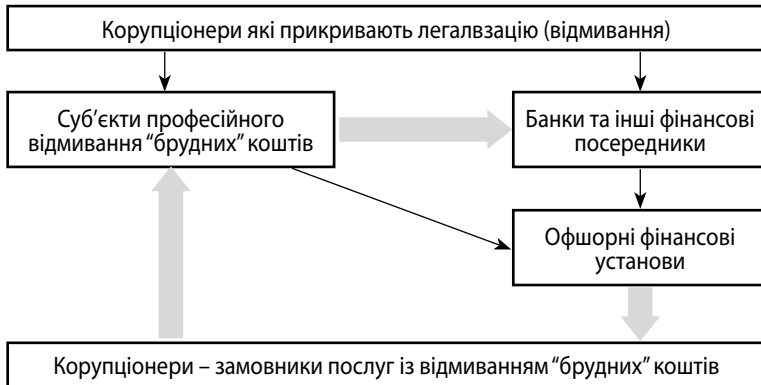 Корупціонери які прикривають легалвзацію (відмивання)
Суб’єкти професійного
відмивання “брудних” коштів
Банки та інші фінансові
посередники
Офшорні фінансові
установи
Корупціонери – замовники послуг із відмиванням “брудних” коштів